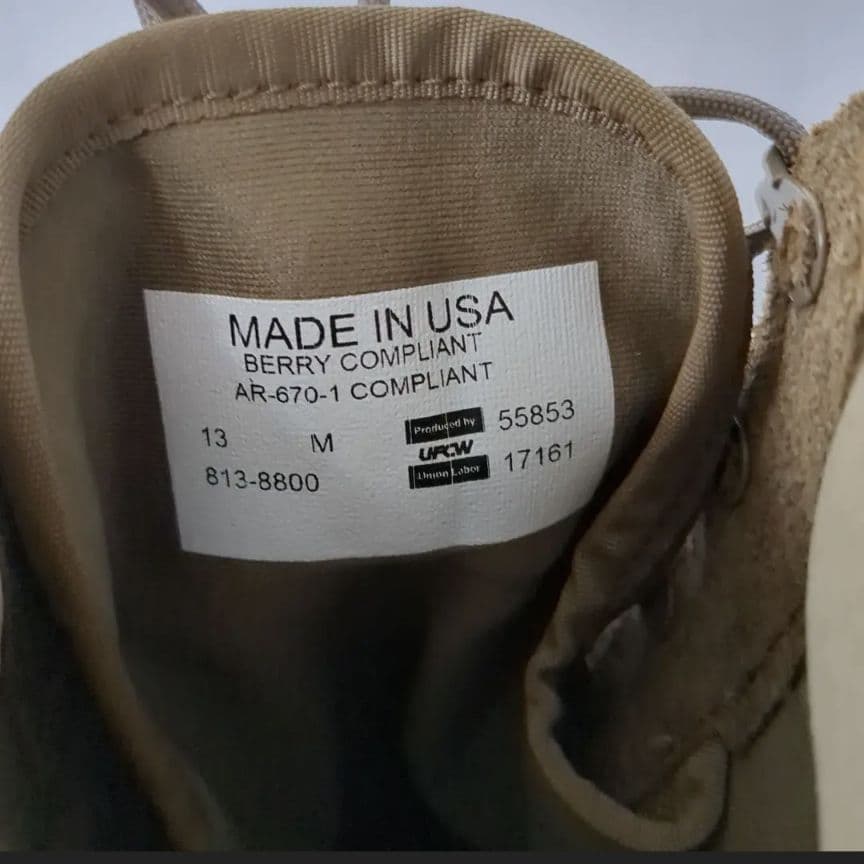 MADE IN USA
BERRY COMPLIANT
AR-670-1 COMPLIANT
13 M Produced by 55853
UFCW
813-8800 Union Labor 17161